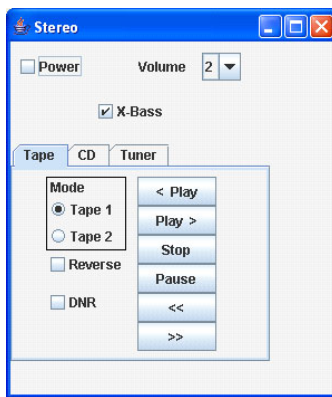 Stereo
Power Volume 2
X-Bass
Tape CD Tuner
Mode
Tape 1
Tape 2
Reverse
DNR
< Play
Play >
Stop
Pause
<<
>>